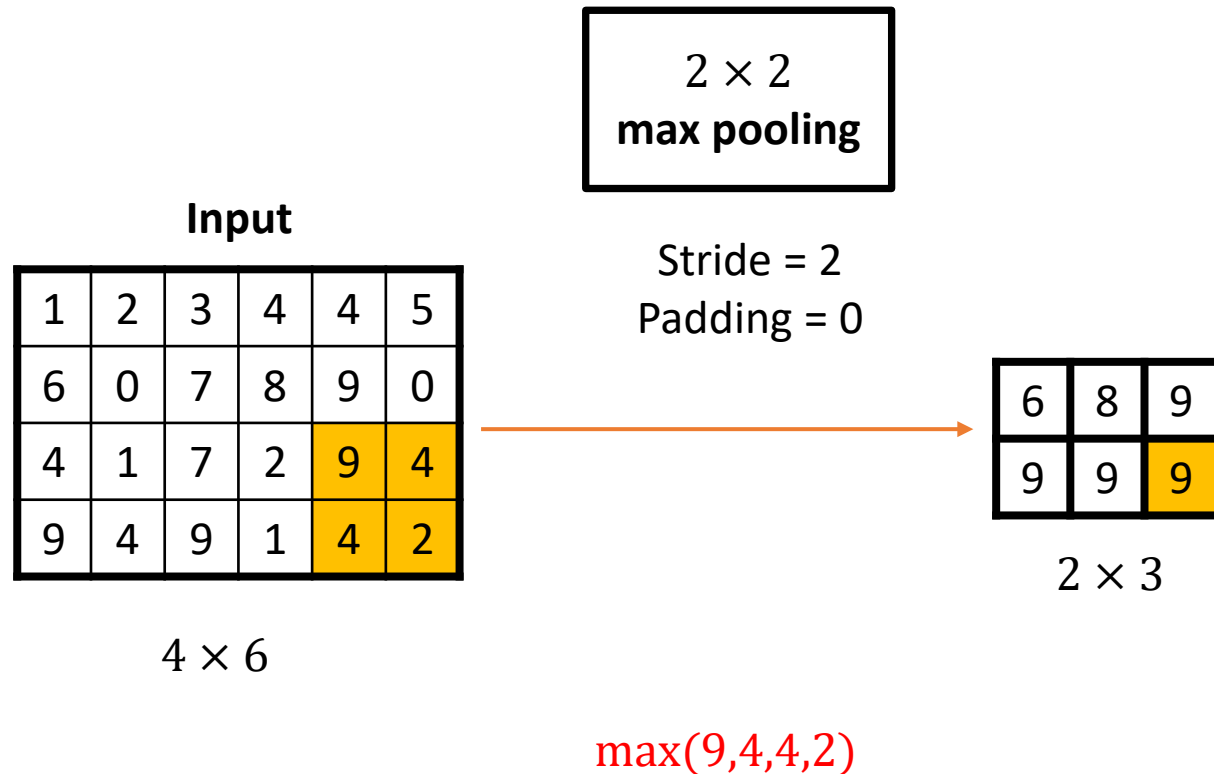 2 × 2
max pooling
Input
Stride = 2
Padding = 0
1 2 3 4 4 5
6 0 7 8 9 0
4 1 7 2 9 4
9 4 9 1 4 2
6 8 9
9 9 9
4 × 6
2 × 3
max(9,4,4,2)